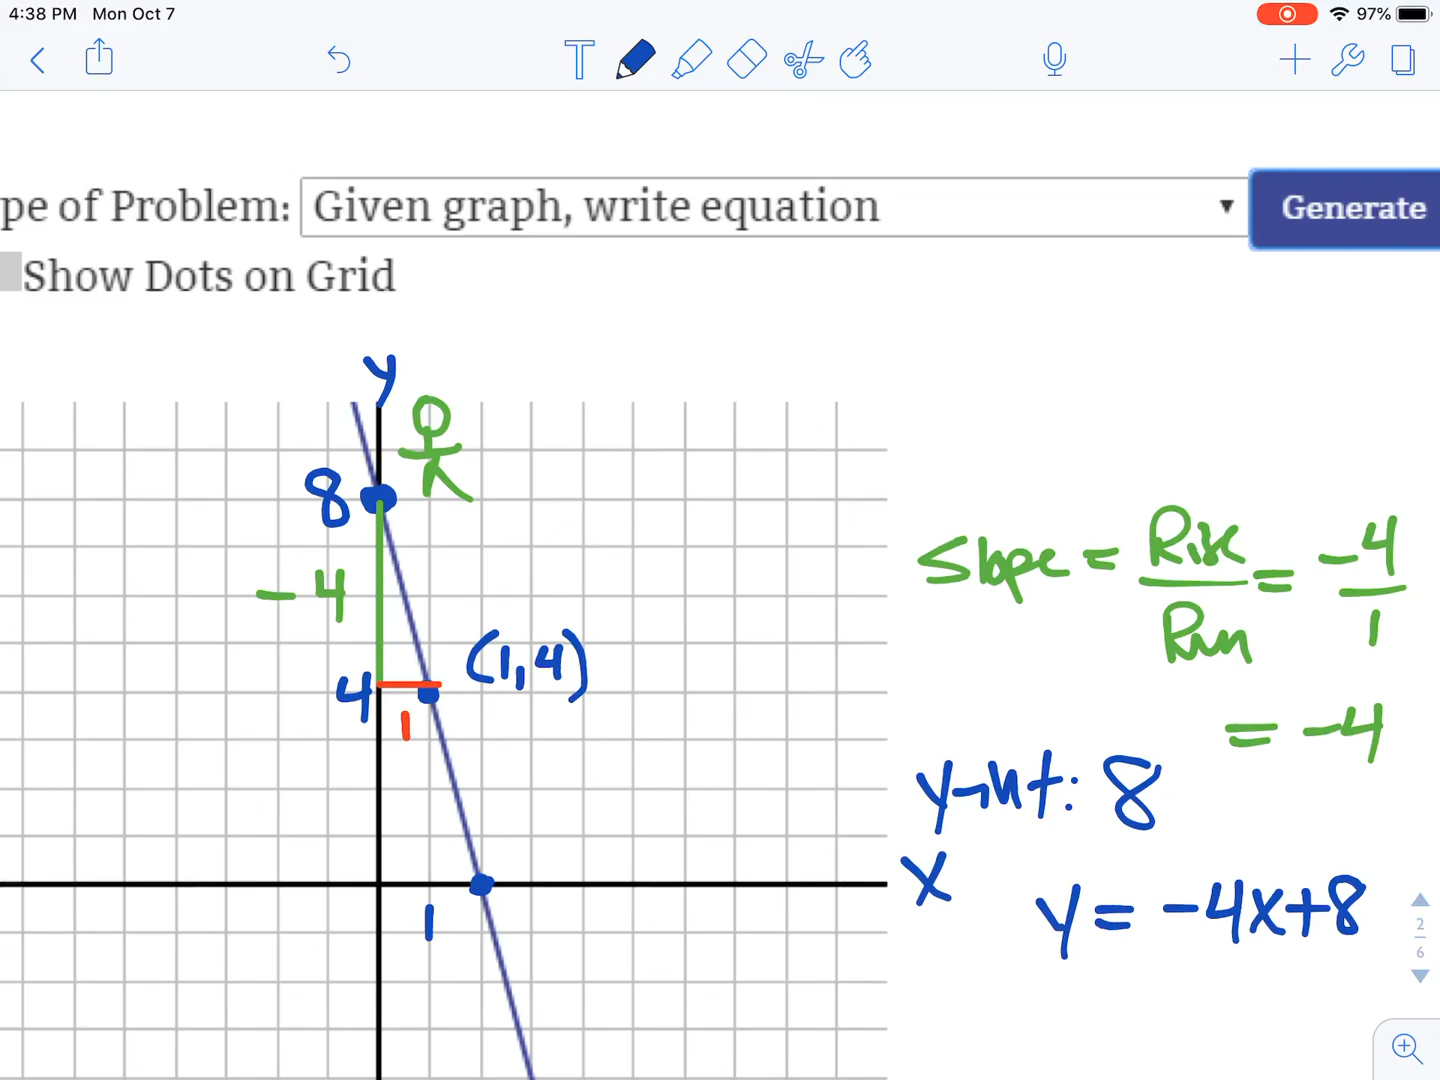 4:38 PM Mon Oct 7
97%
T
pe of Problem: Given graph, write equation ▼ Generate
Show Dots on Grid
y
8
- 4
4
1
(1,4)
1
x
Slope = Rise/Run = -4/1
= -4
y-int: 8
y = -4x+8
2
6